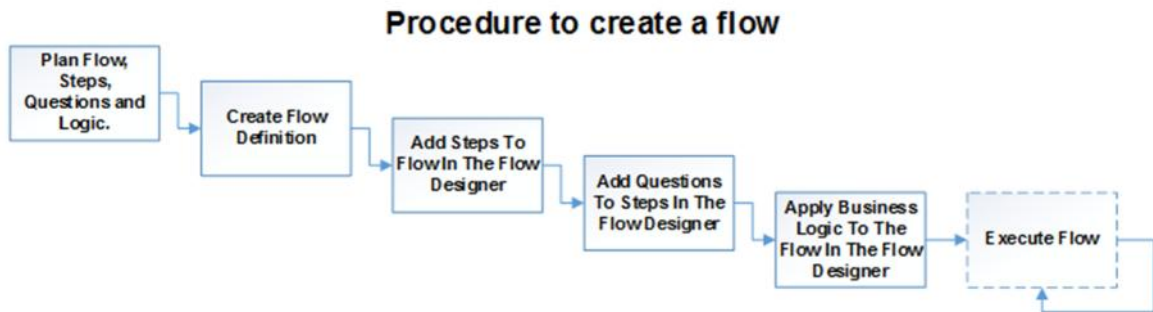 Procedure to create a flow
Plan Flow,
Steps,
Questions and
Logic.
Create Flow
Definition
Add Steps To
Flow In The Flow
Designer
Add Questions
To Steps In The
Flow Designer
Apply Business
Logic To The
Flow In The Flow
Designer
Execute Flow